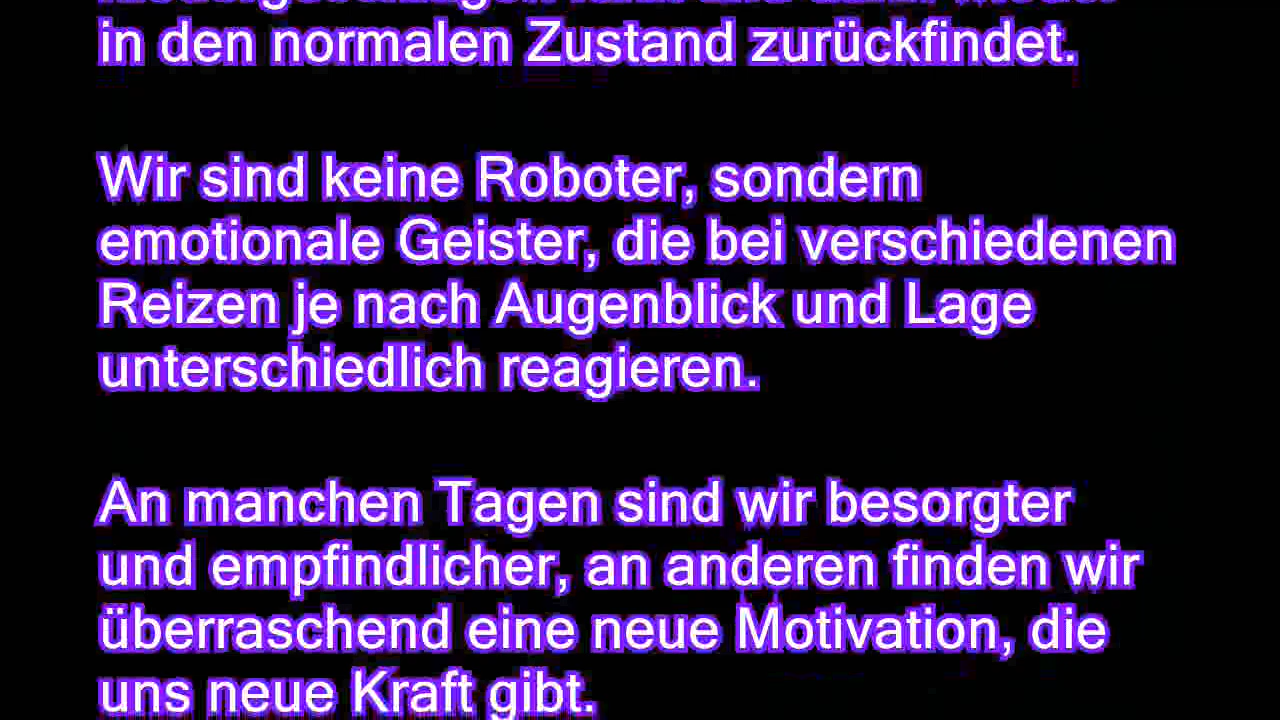 in den normalen Zustand zurückfindet.
Wir sind keine Roboter, sondern
emotionale Geister, die bei verschiedenen
Reizen je nach Augenblick und Lage
unterschiedlich reagieren.
An manchen Tagen sind wir besorgter
und empfindlicher, an anderen finden wir
überraschend eine neue Motivation, die
uns neue Kraft gibt.